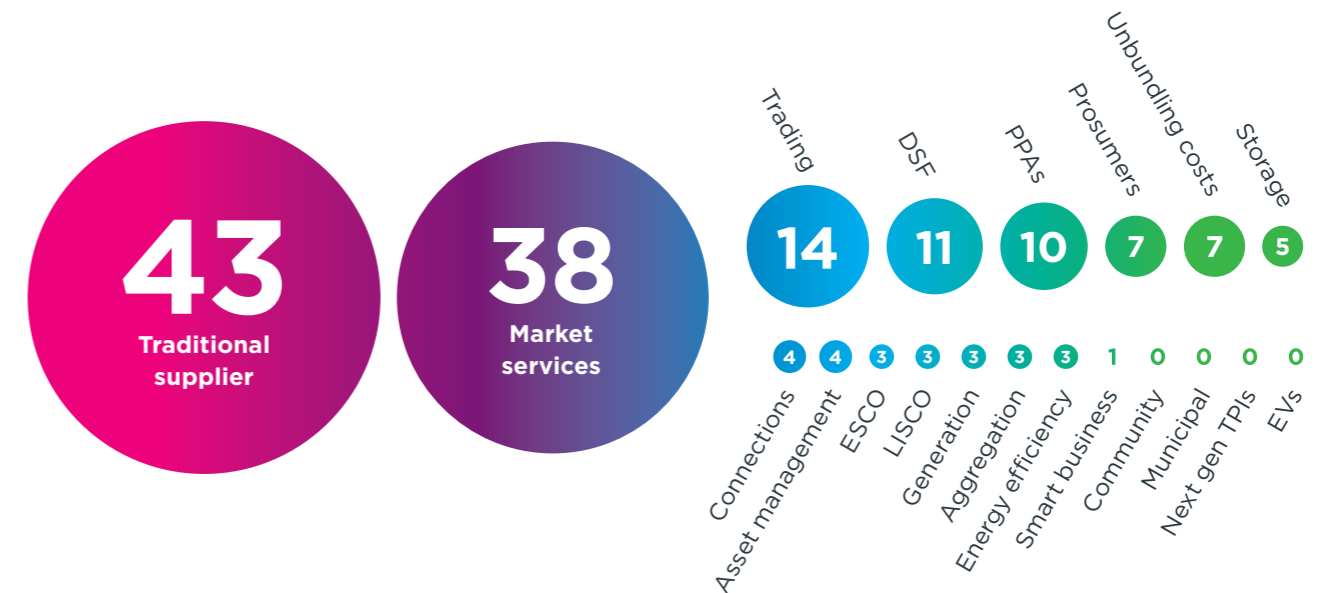 43
Traditional
supplier
38
Market
services
Trading
DSF
PPAs
Prosumers
Unbundling costs
Storage
14
11
10
7
7
5
4
4
3
3
3
3
3
1
0
0
0
0
Connections
Asset management
ESCO
LISCO
Generation
Aggregation
Energy efficiency
Smart business
Community
Municipal
Next gen TPIs
EVs